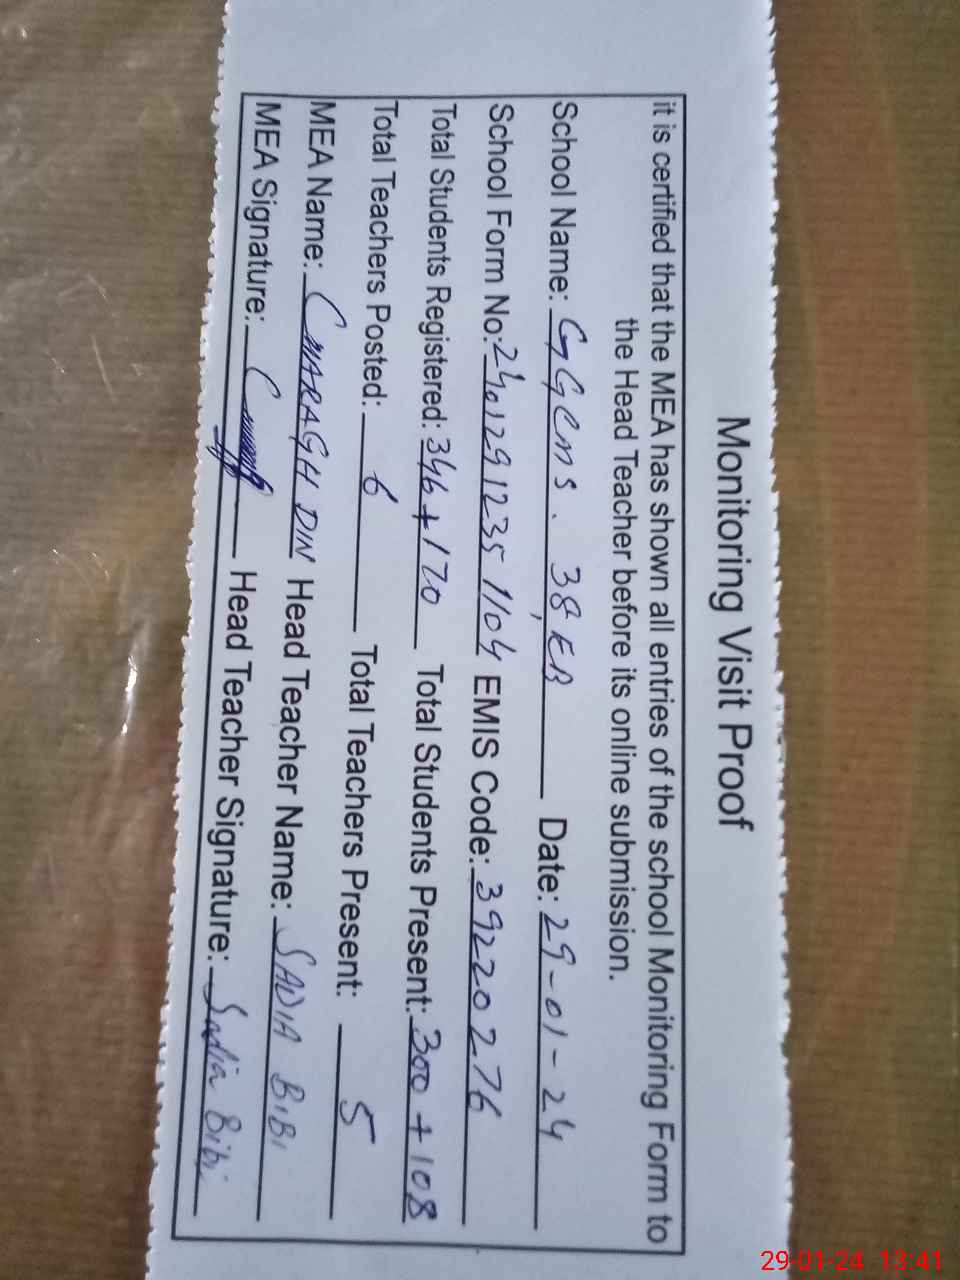 Monitoring Visit Proof
it is certified that the MEA has shown all entries of the school Monitoring Form to
the Head Teacher before its online submission.
School Name: GGCMS. 38, EB Date: 29-01-24
School Form No: 240129 1235 1104 EMIS Code: 39220276
Total Students Registered: 346 + 170 Total Students Present: 300 + 108
Total Teachers Posted: 6 Total Teachers Present: 5
MEA Name: CHARAGH DIN Head Teacher Name: SADIA BIBI
MEA Signature: Head Teacher Signature: Sadia Bibi
29-01-24 13:41